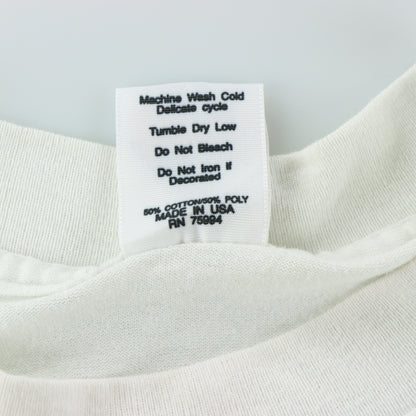 Machine Wash Cold
Delicate cycle
Tumble Dry Low
Do Not Bleach
Do Not Iron If
Decorated
50% COTTON/50% POLY
MADE IN USA
RN 75994